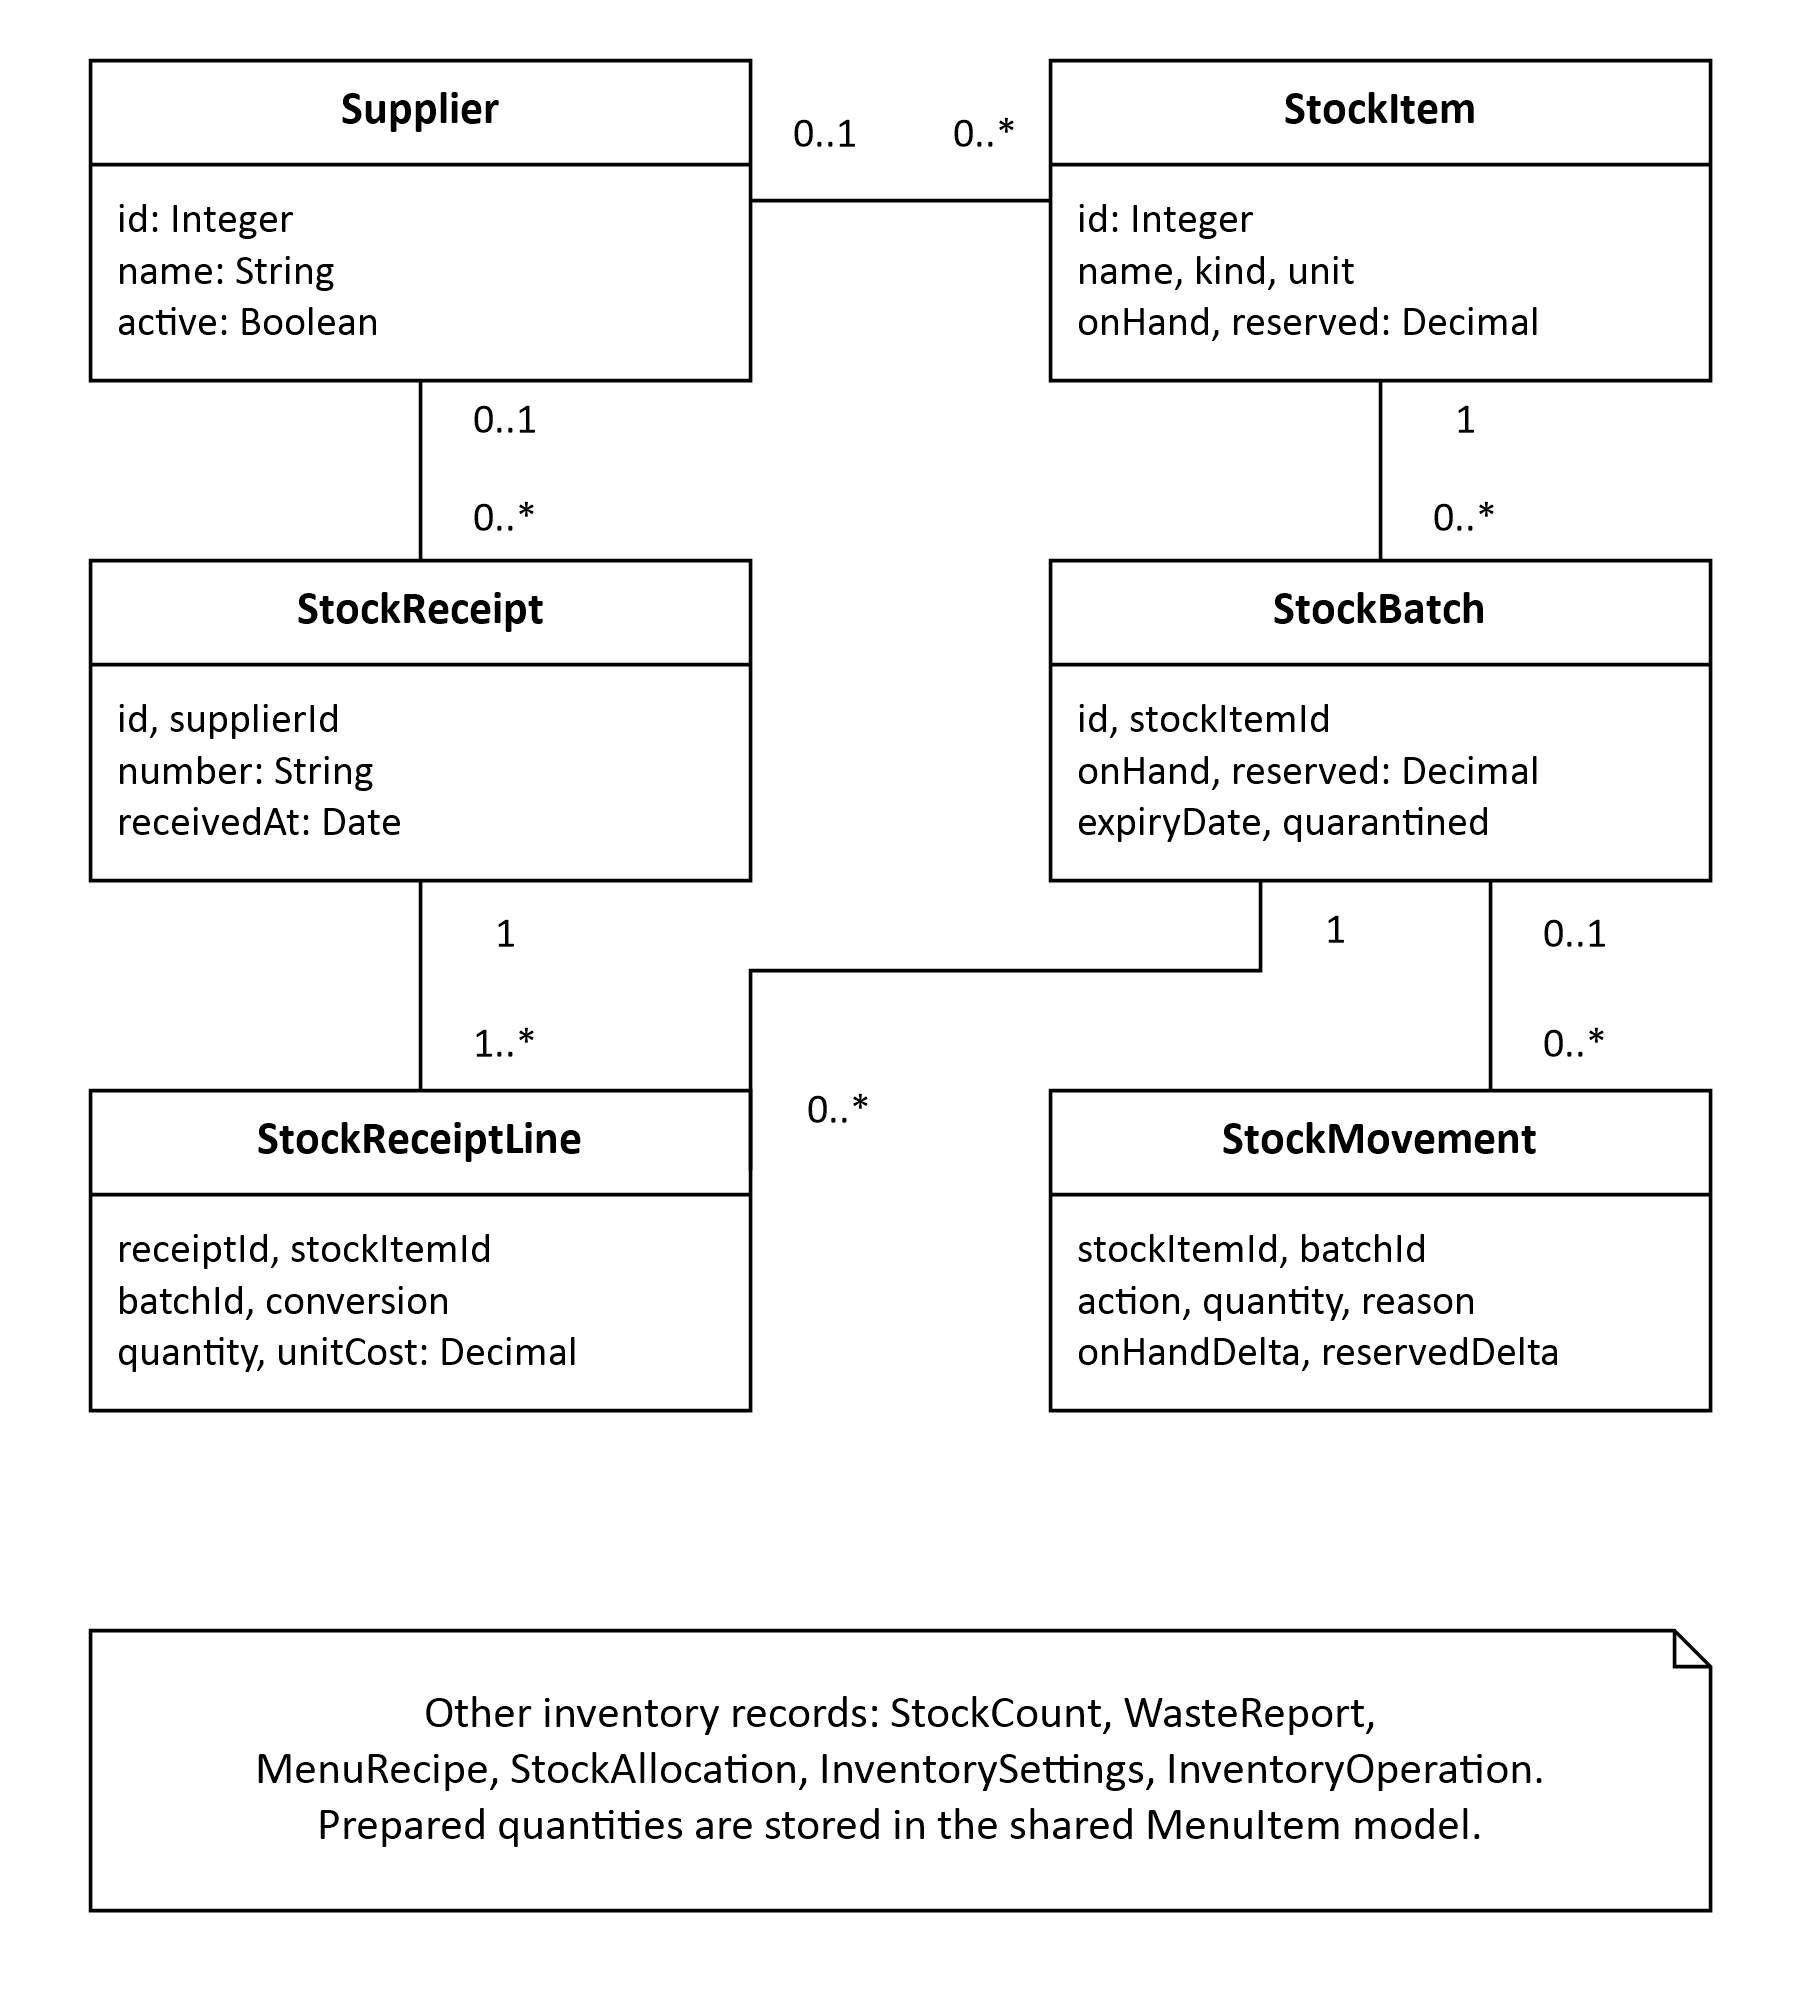 Supplier
id: Integer
name: String
active: Boolean
0..1
0..*
StockItem
id: Integer
name, kind, unit
onHand, reserved: Decimal
0..1
0..*
1
0..*
StockReceipt
id, supplierId
number: String
receivedAt: Date
StockBatch
id, stockItemId
onHand, reserved: Decimal
expiryDate, quarantined
1
1..*
1
0..*
0..1
0..*
StockReceiptLine
receiptId, stockItemId
batchId, conversion
quantity, unitCost: Decimal
StockMovement
stockItemId, batchId
action, quantity, reason
onHandDelta, reservedDelta
Other inventory records: StockCount, WasteReport,
MenuRecipe, StockAllocation, InventorySettings, InventoryOperation.
Prepared quantities are stored in the shared MenuItem model.